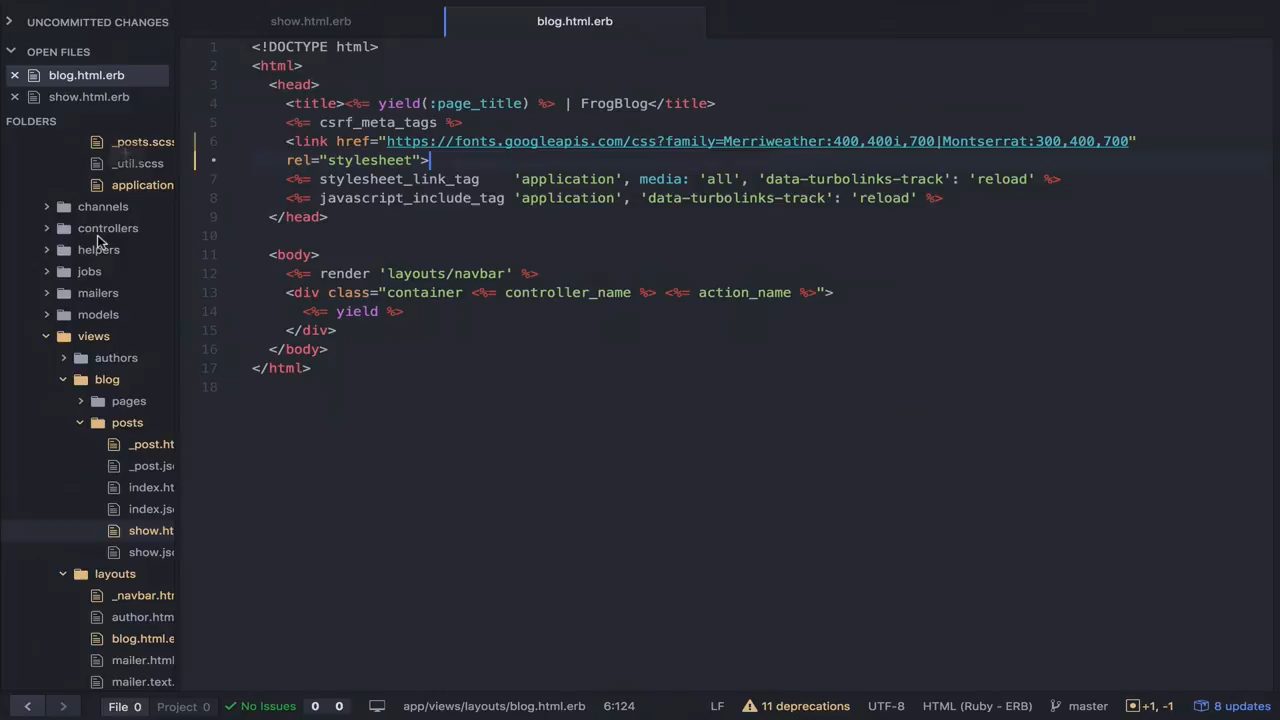 UNCOMMITTED CHANGES
OPEN FILES
blog.html.erb
show.html.erb
FOLDERS
_posts.scss
_util.scss
application
channels
controllers
helpers
jobs
mailers
models
views
authors
blog
pages
posts
_post.ht
_post.jsc
index.ht
index.jsc
show.ht
show.jsc
layouts
_navbar.htm
author.htm
blog.html.e
mailer.html
mailer.text.
show.html.erb
blog.html.erb
1 <!DOCTYPE html>
2 <html>
3 <head>
4 <title><%= yield(:page_title) %> | FrogBlog</title>
5 <%= csrf_meta_tags %>
6 <link href="https://fonts.googleapis.com/css?family=Merriweather:400,400i,700|Montserrat:300,400,700"
• rel="stylesheet">
7 <%= stylesheet_link_tag    'application', media: 'all', 'data-turbolinks-track': 'reload' %>
8 <%= javascript_include_tag 'application', 'data-turbolinks-track': 'reload' %>
9 </head>
10
11 <body>
12 <%= render 'layouts/navbar' %>
13 <div class="container <%= controller_name %> <%= action_name %>">
14 <%= yield %>
15 </div>
16 </body>
17 </html>
18
File 0 Project 0 No Issues 0 0 app/views/layouts/blog.html.erb 6:124 LF 11 deprecations UTF-8 HTML (Ruby - ERB) master +1, -1 8 updates